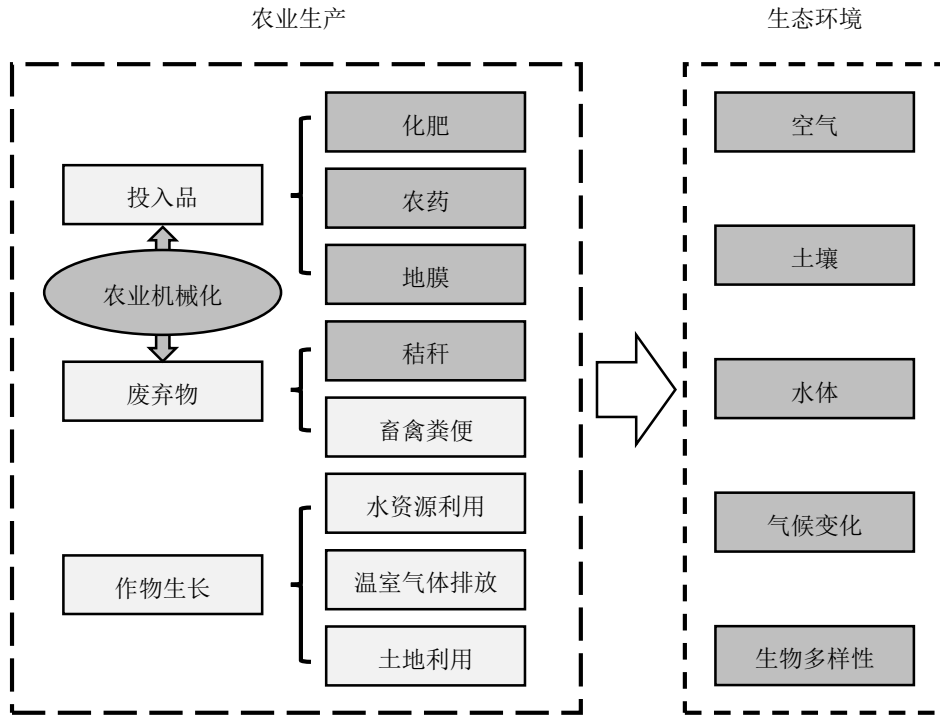 农业生产
生态环境
投入品
农业机械化
废弃物
作物生长
化肥
农药
地膜
秸秆
畜禽粪便
水资源利用
温室气体排放
土地利用
空气
土壤
水体
气候变化
生物多样性